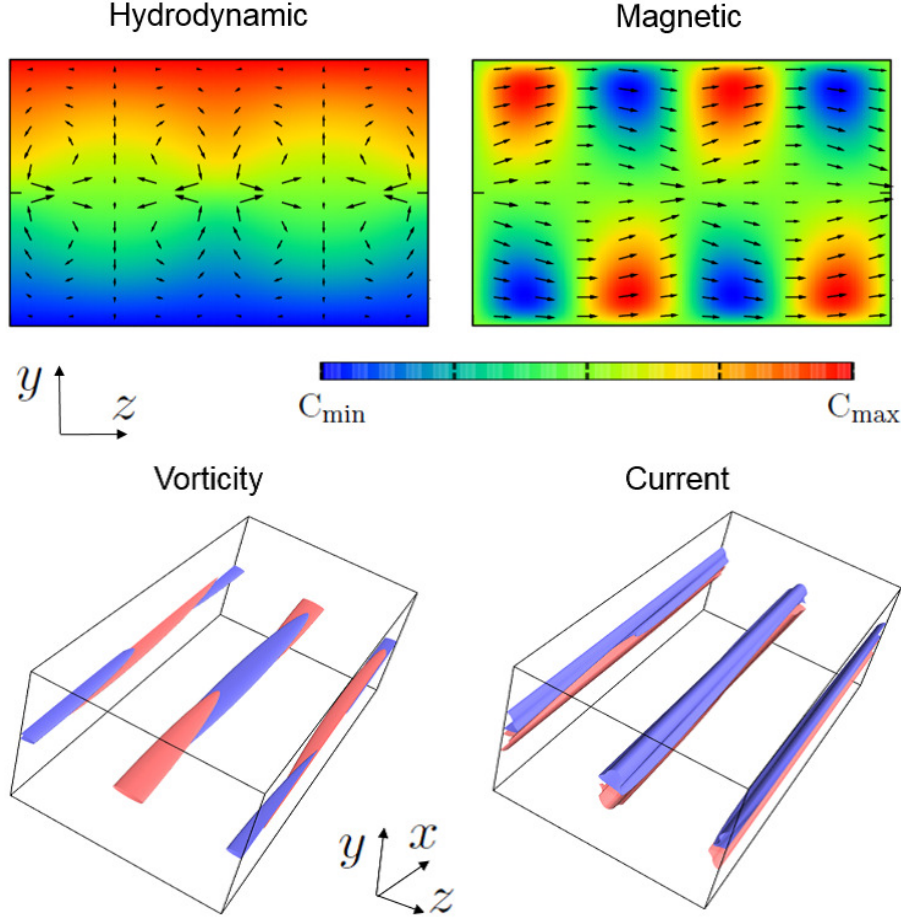 Hydrodynamic Magnetic
y
z
C_min C_max
Vorticity Current
y x z